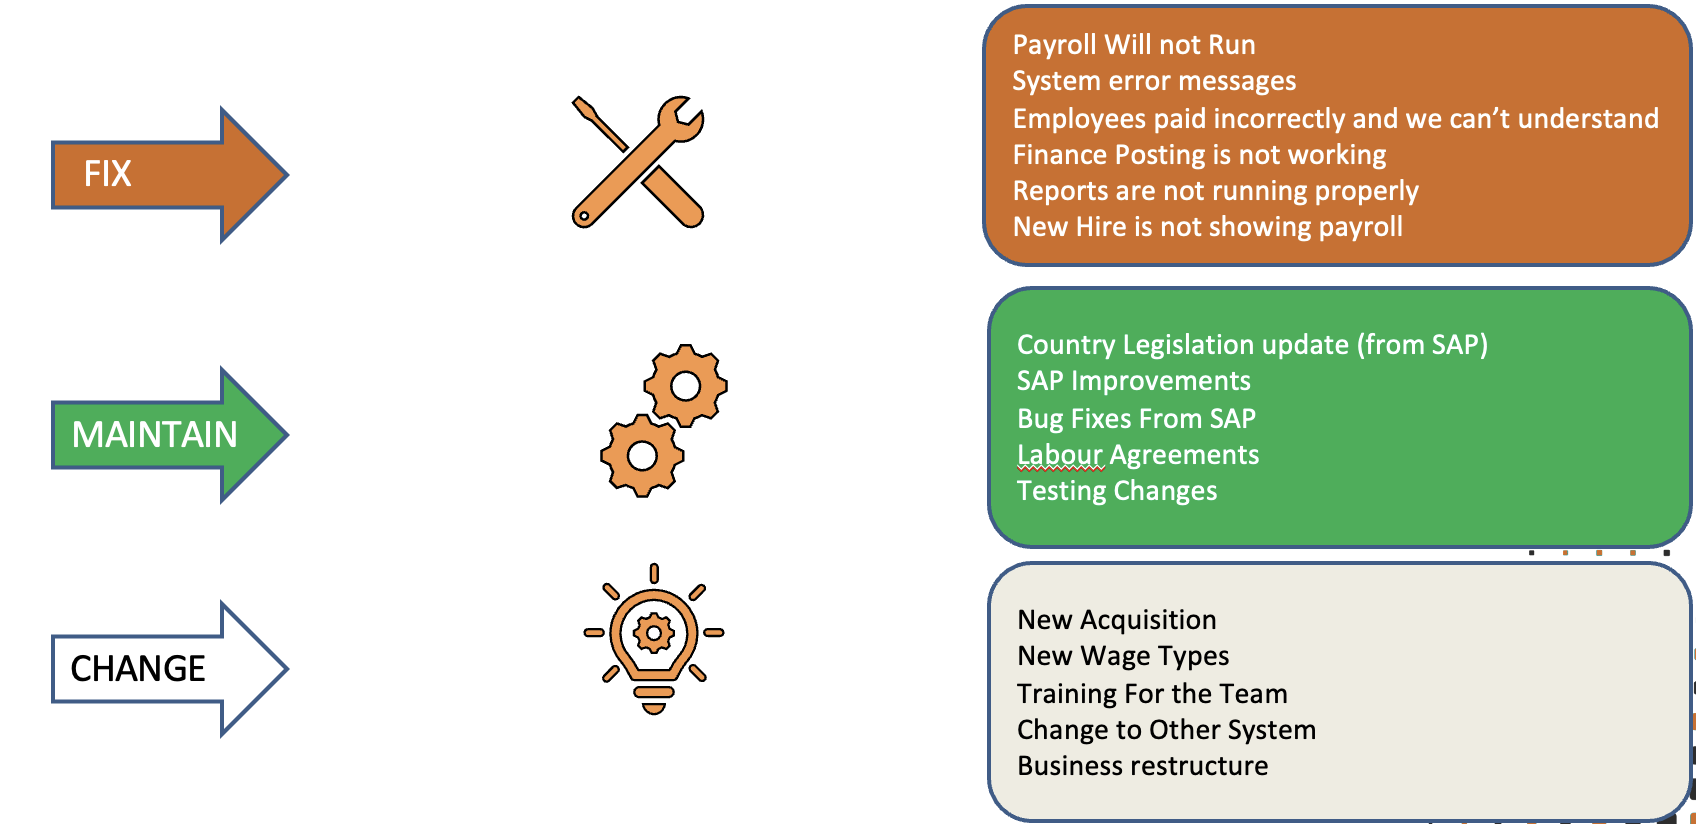 FIX
Payroll Will not Run
System error messages
Employees paid incorrectly and we can’t understand
Finance Posting is not working
Reports are not running properly
New Hire is not showing payroll
MAINTAIN
Country Legislation update (from SAP)
SAP Improvements
Bug Fixes From SAP
Labour Agreements
Testing Changes
CHANGE
New Acquisition
New Wage Types
Training For the Team
Change to Other System
Business restructure